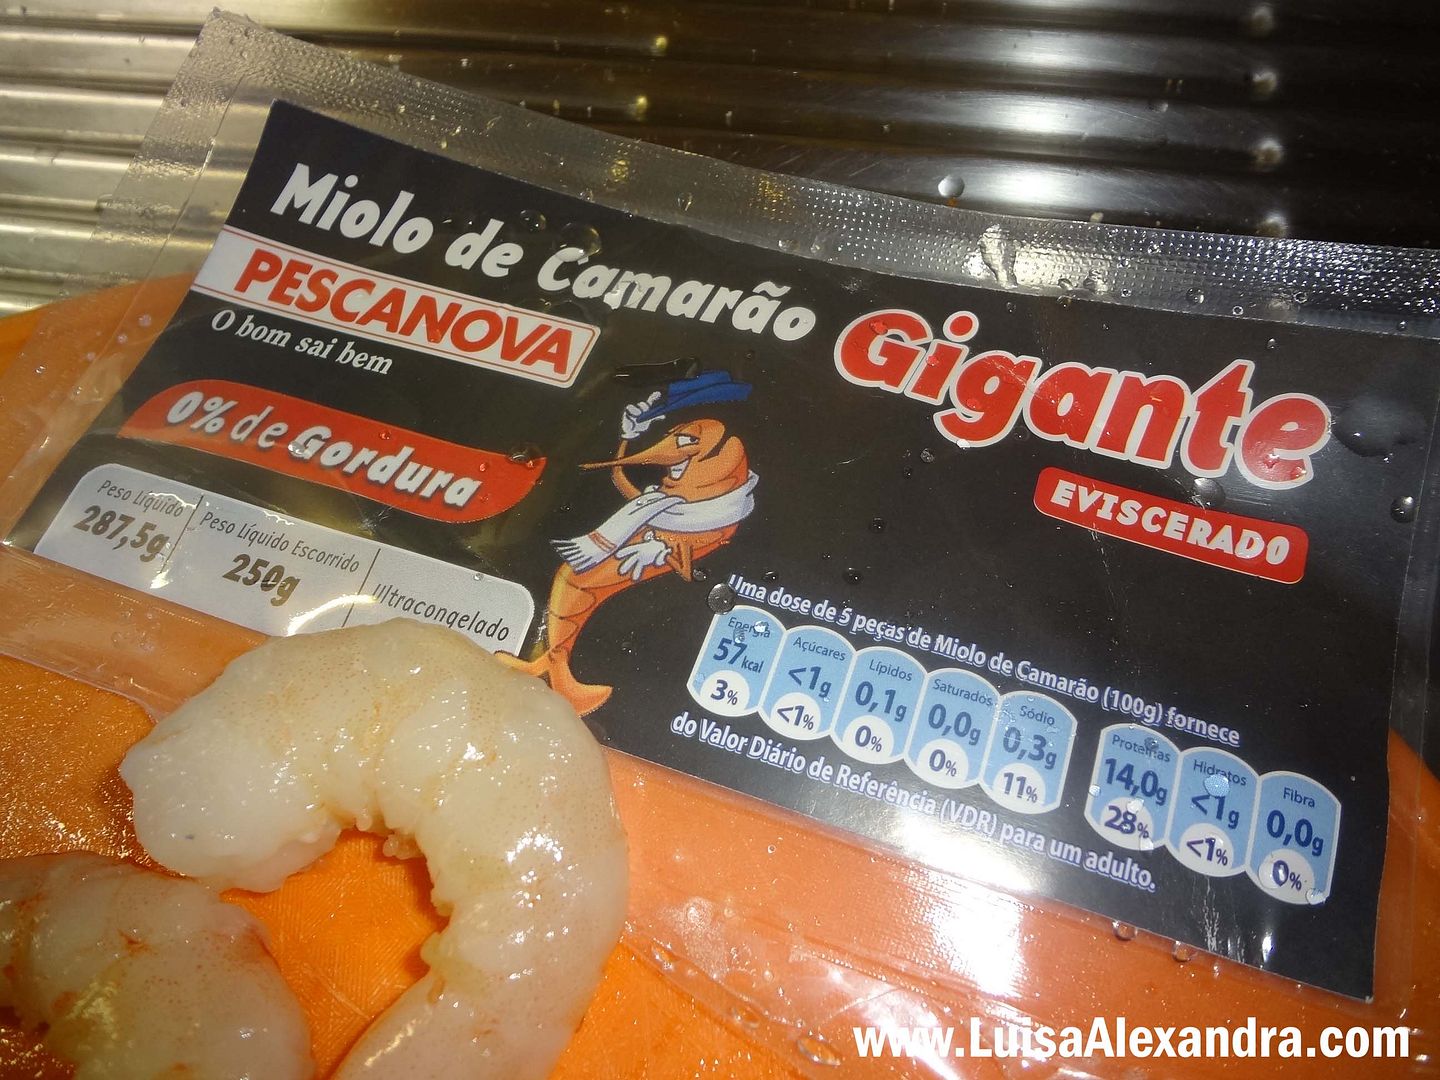 Miolo de Camarão Gigante
PESCANOVA
O bom sai bem
0% de Gordura
EVISCERADO
Peso Líquido
287,5g
Peso Líquido Escorrido
250g
Ultracongelado
Uma dose de 5 peças de Miolo de Camarão (100g) fornece
Energia
57 kcal
3%
Açúcares
<1g
<1%
Lípidos
0,1g
0%
Saturados
0,0g
0%
Sódio
0,3g
11%
Proteínas
14,0g
28%
Hidratos
<1g
<1%
Fibra
0,0g
0%
do Valor Diário de Referência (VDR) para um adulto.
www.LuisaAlexandra.com